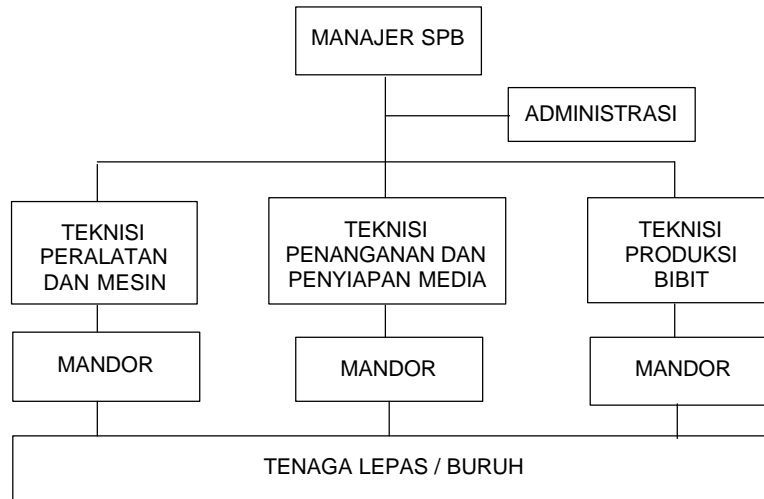 MANAJER SPB
ADMINISTRASI
TEKNISI
PERALATAN
DAN MESIN
TEKNISI
PENANGANAN DAN
PENYIAPAN MEDIA
TEKNISI
PRODUKSI
BIBIT
MANDOR
MANDOR
MANDOR
TENAGA LEPAS / BURUH